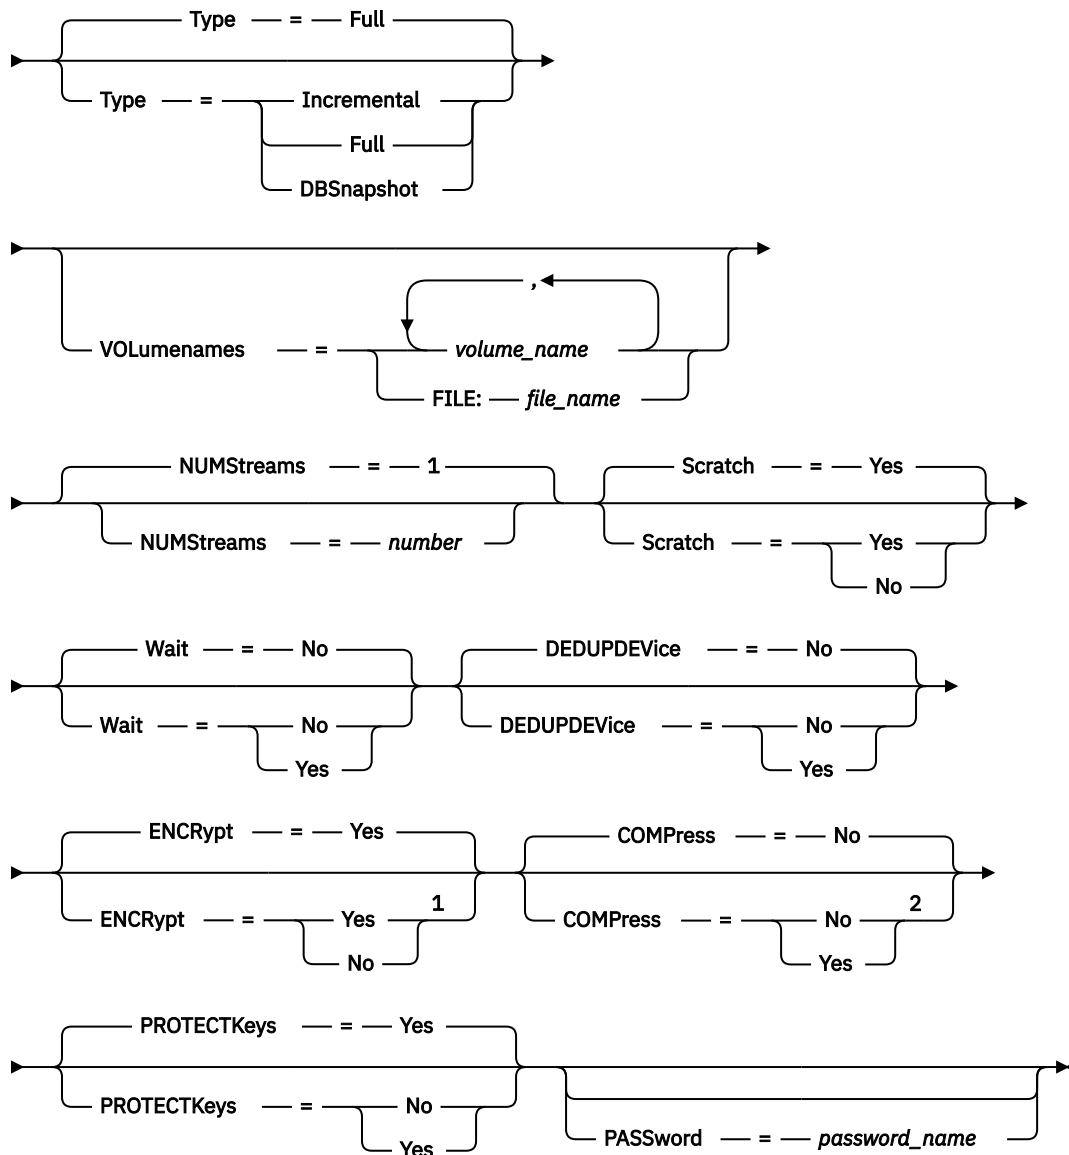 Type = Full
Type = Incremental
Full
DBSnapshot
,
VOLumenames = volume_name
FILE: file_name
NUMStreams = 1 Scratch = Yes
NUMStreams = number Scratch = Yes
No
Wait = No DEDUPDEVice = No
Wait = No DEDUPDEVice = No
Yes Yes
ENCRypt = Yes COMPress = No
ENCRypt = Yes 1 COMPress = No 2
No Yes
PROTECTKeys = Yes
PROTECTKeys = No
Yes PASSword = password_name